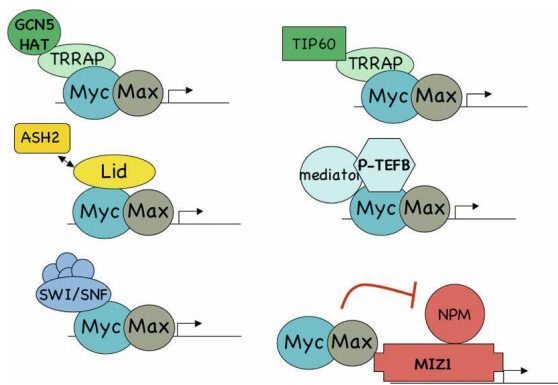 GCN5
HAT
TRRAP
Myc Max
TIP60
TRRAP
Myc Max
ASH2
Lid
Myc Max
mediator P-TEFB
Myc Max
SWI/SNF
Myc Max
NPM
Myc Max
MIZ1